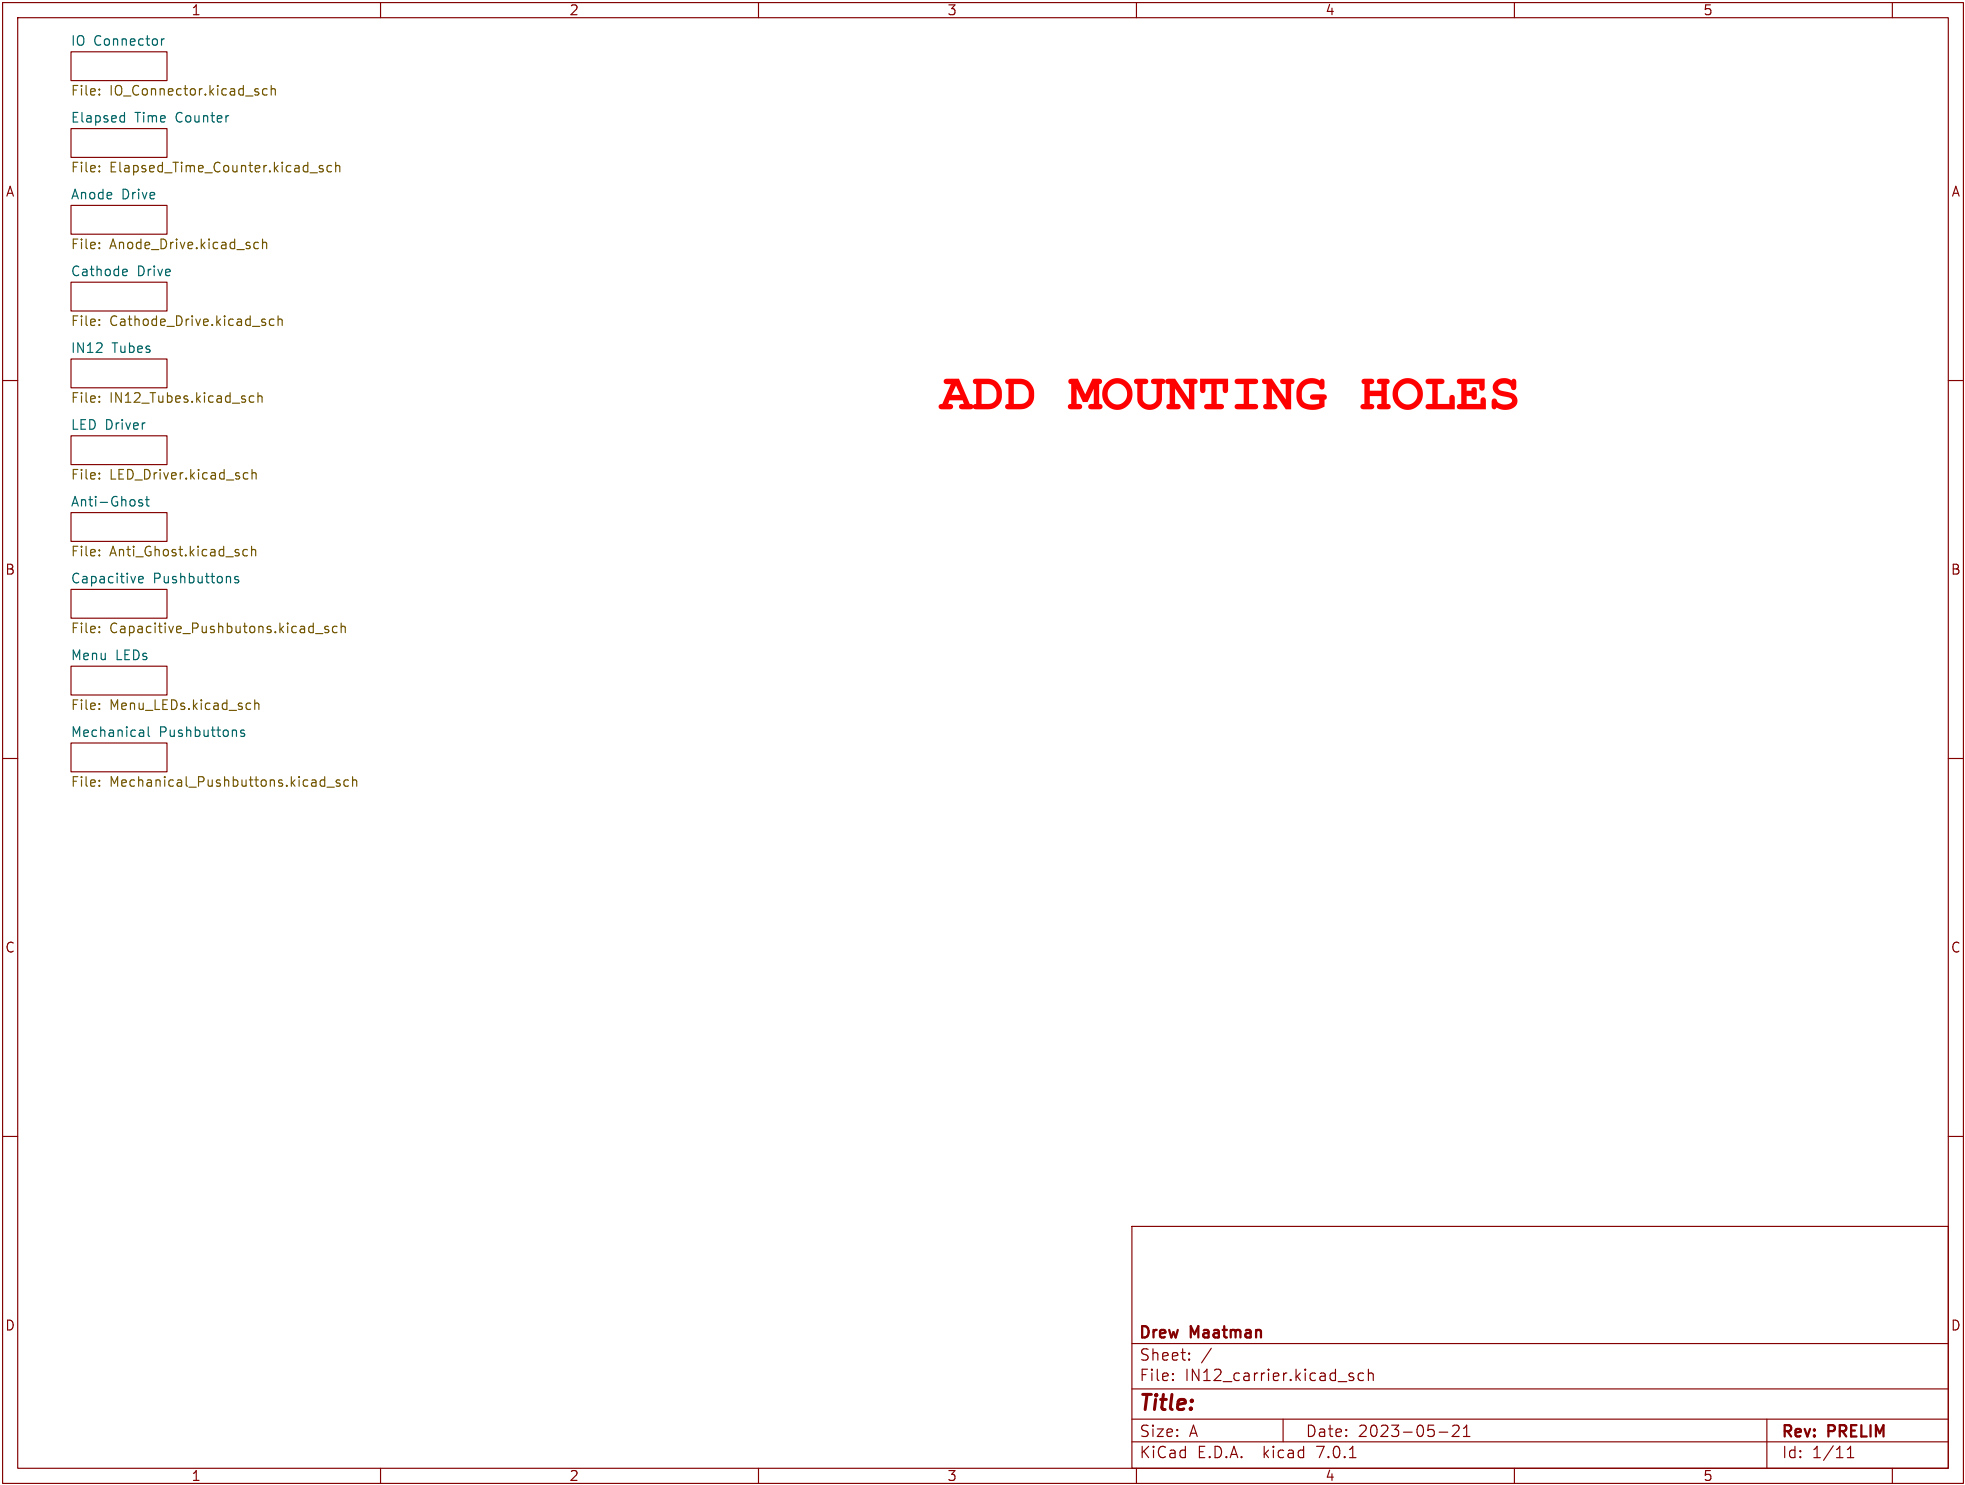 1 2 3 4 5
IO Connector
File: IO_Connector.kicad_sch
Elapsed Time Counter
File: Elapsed_Time_Counter.kicad_sch
A A
Anode Drive
File: Anode_Drive.kicad_sch
Cathode Drive
File: Cathode_Drive.kicad_sch
IN12 Tubes
File: IN12_Tubes.kicad_sch
ADD MOUNTING HOLES
LED Driver
File: LED_Driver.kicad_sch
Anti-Ghost
File: Anti_Ghost.kicad_sch
B B
Capacitive Pushbuttons
File: Capacitive_Pushbutons.kicad_sch
Menu LEDs
File: Menu_LEDs.kicad_sch
Mechanical Pushbuttons
File: Mechanical_Pushbuttons.kicad_sch
C C
D D
Drew Maatman
Sheet: /
File: IN12_carrier.kicad_sch
Title:
Size: A Date: 2023-05-21 Rev: PRELIM
KiCad E.D.A. kicad 7.0.1 Id: 1/11
1 2 3 4 5